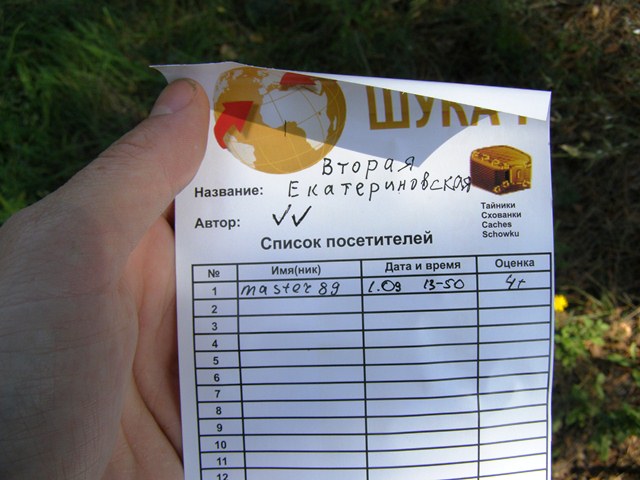 ШУКА
Вторая
Название: Екатериновская
Автор: VV
Тайники
Схованки
Caches
Schowku
Список посетителей
№ Имя(ник) Дата и время Оценка
1 master89 1.09 13-50 4+
2
3
4
5
6
7
8
9
10
11
12